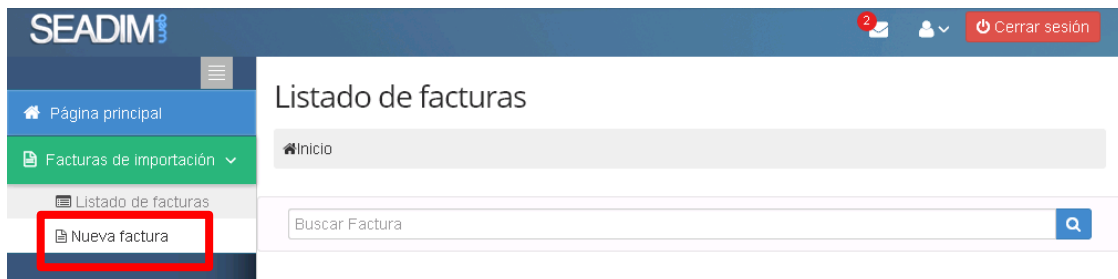 SEADIM
2
Cerrar sesión
Página principal
Facturas de importación
Listado de facturas
Nueva factura
Listado de facturas
Inicio
Buscar Factura